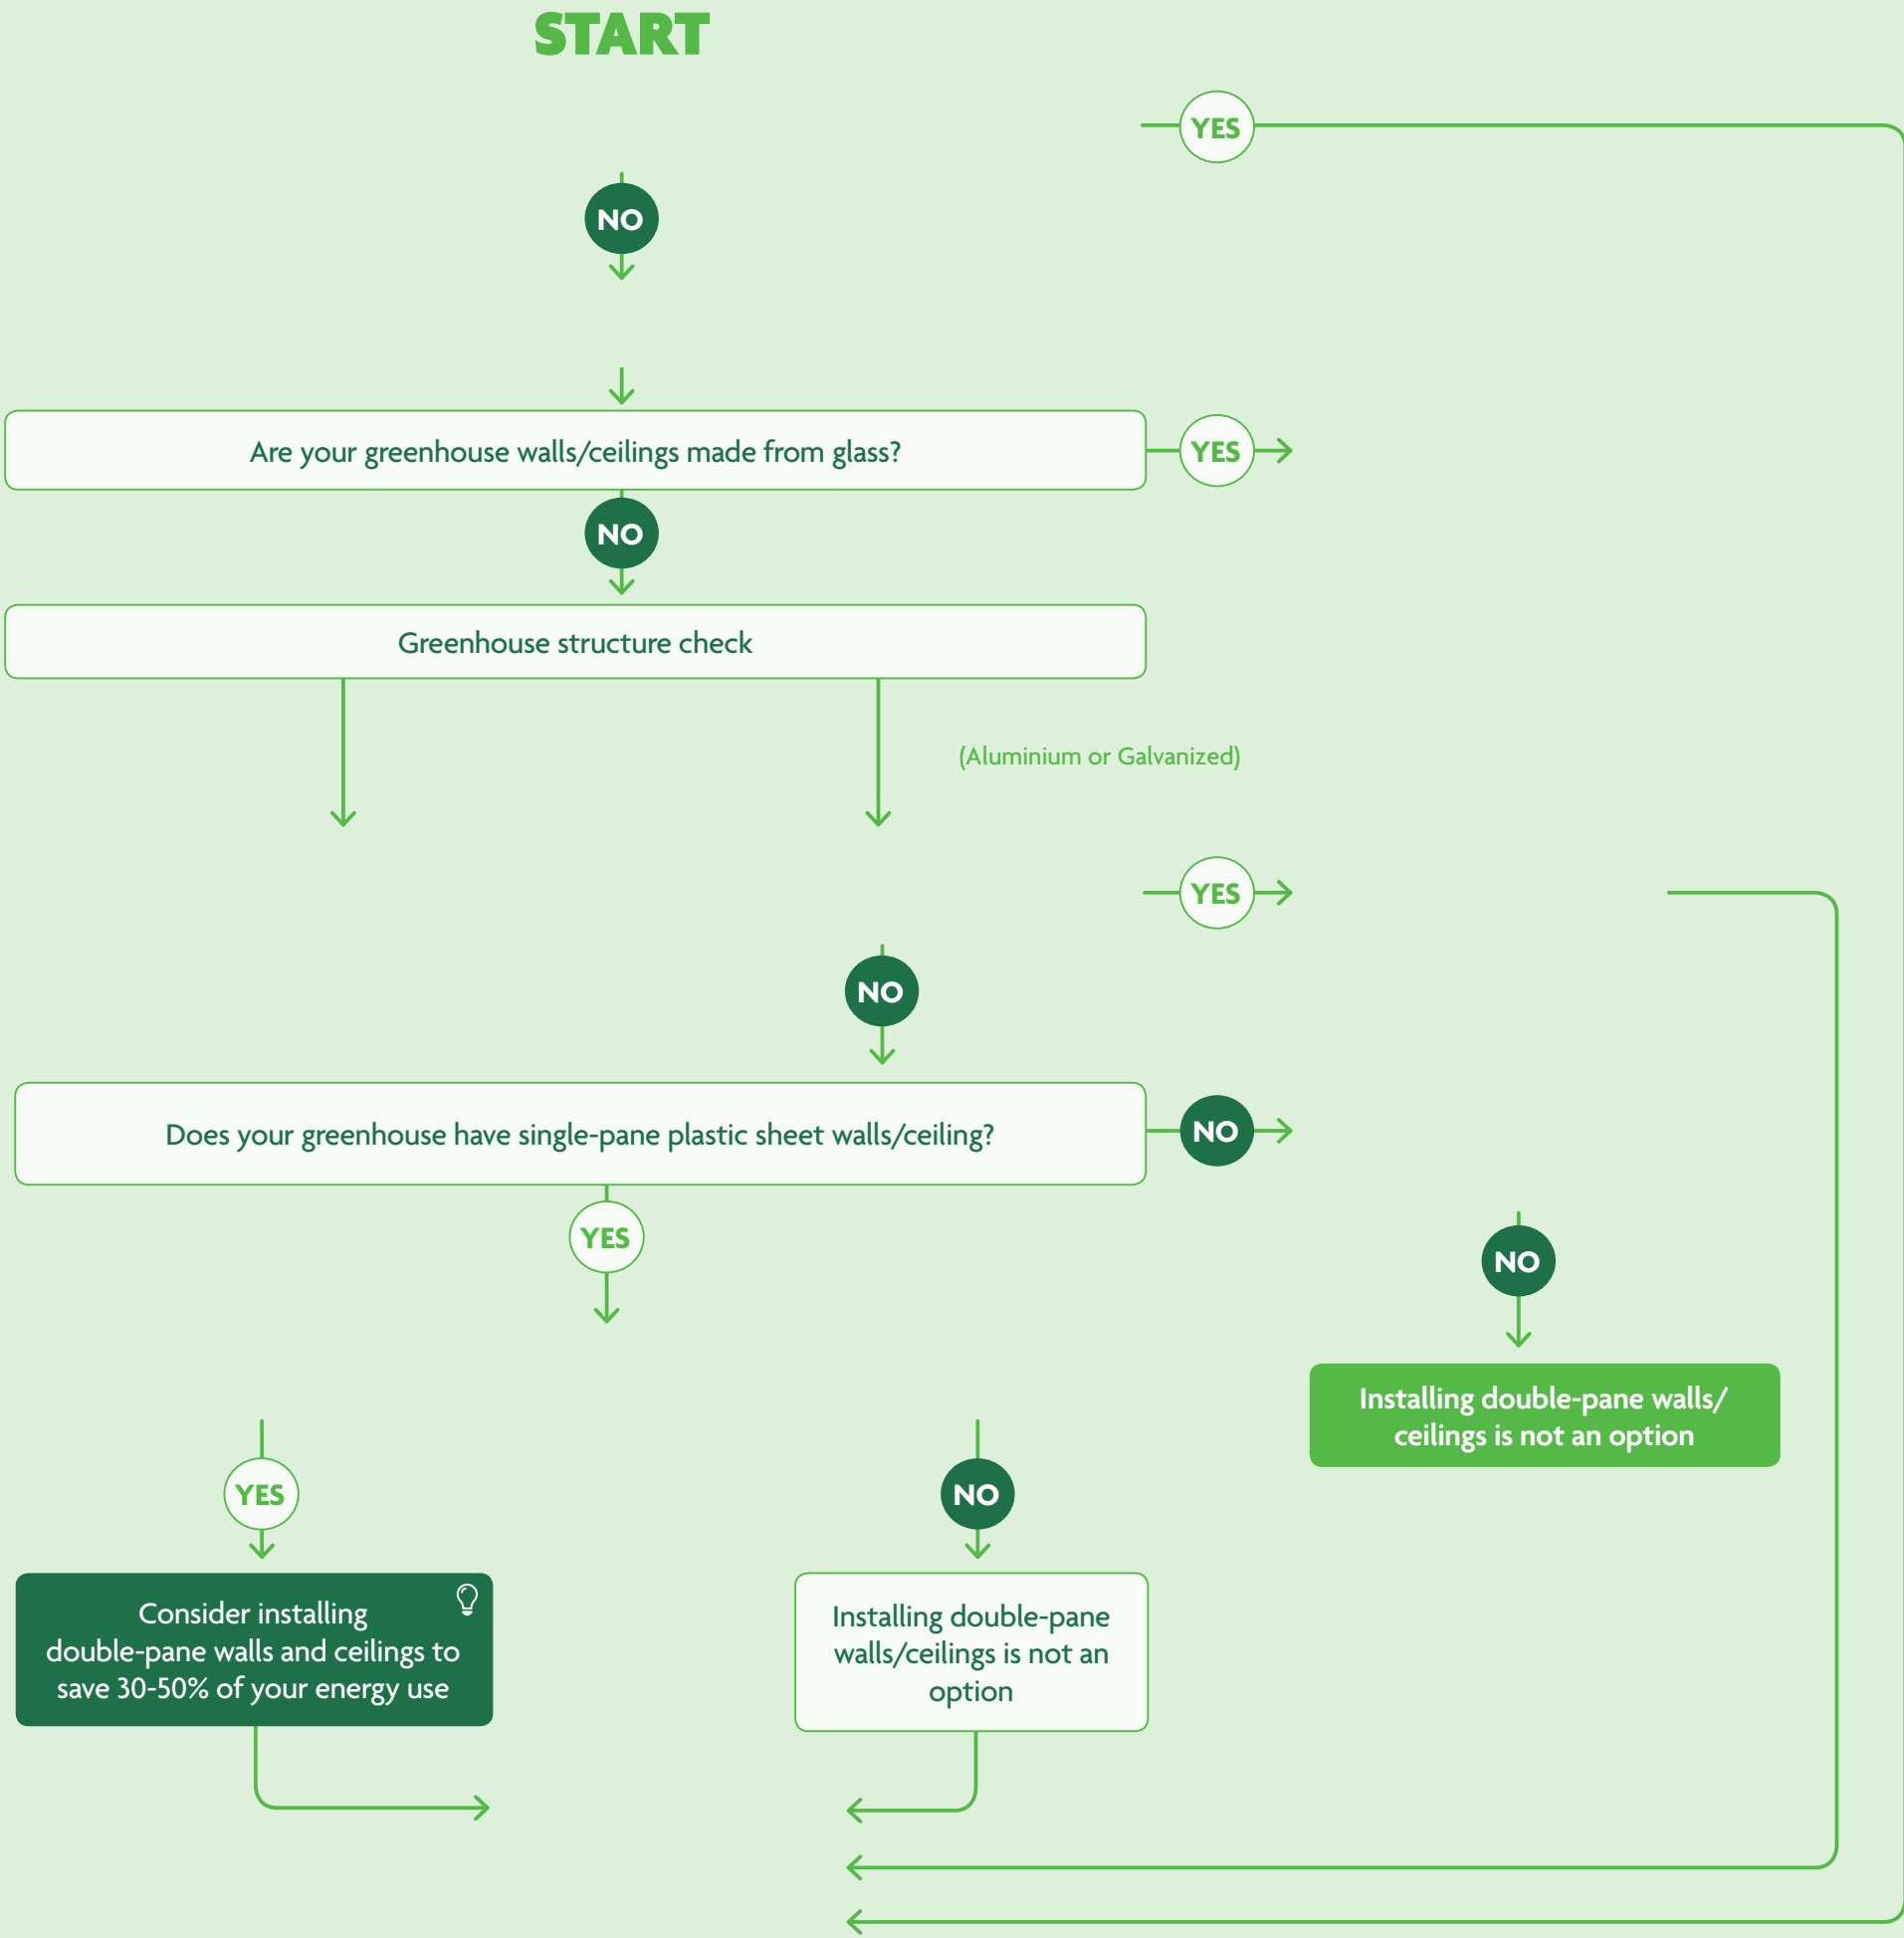 START
YES
NO
Are your greenhouse walls/ceilings made from glass?
YES
NO
Greenhouse structure check
(Aluminium or Galvanized)
YES
NO
Does your greenhouse have single-pane plastic sheet walls/ceiling?
NO
YES
NO
Installing double-pane walls/
ceilings is not an option
YES
NO
Consider installing
double-pane walls and ceilings to
save 30-50% of your energy use
Installing double-pane
walls/ceilings is not an
option